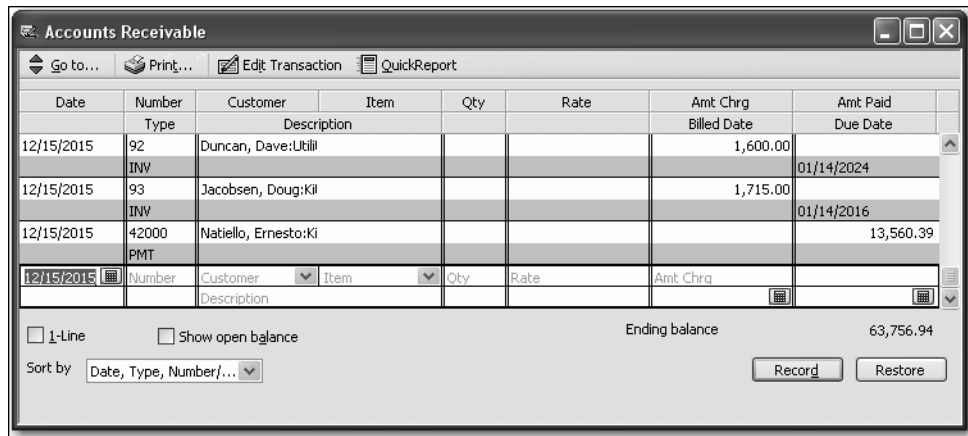 Accounts Receivable
Go to... Print... Edit Transaction QuickReport
Date Number Customer Item Qty Rate Amt Chrg Amt Paid
Type Description Billed Date Due Date
12/15/2015 92 Duncan, Dave:Utili 1,600.00
INV 01/14/2024
12/15/2015 93 Jacobsen, Doug:Ki 1,715.00
INV 01/14/2016
12/15/2015 42000 Natiello, Ernesto:Ki 13,560.39
PMT
12/15/2015 Number Customer Item Qty Rate Amt Chrg
Description
1-Line Show open balance Ending balance 63,756.94
Sort by Date, Type, Number/... Record Restore